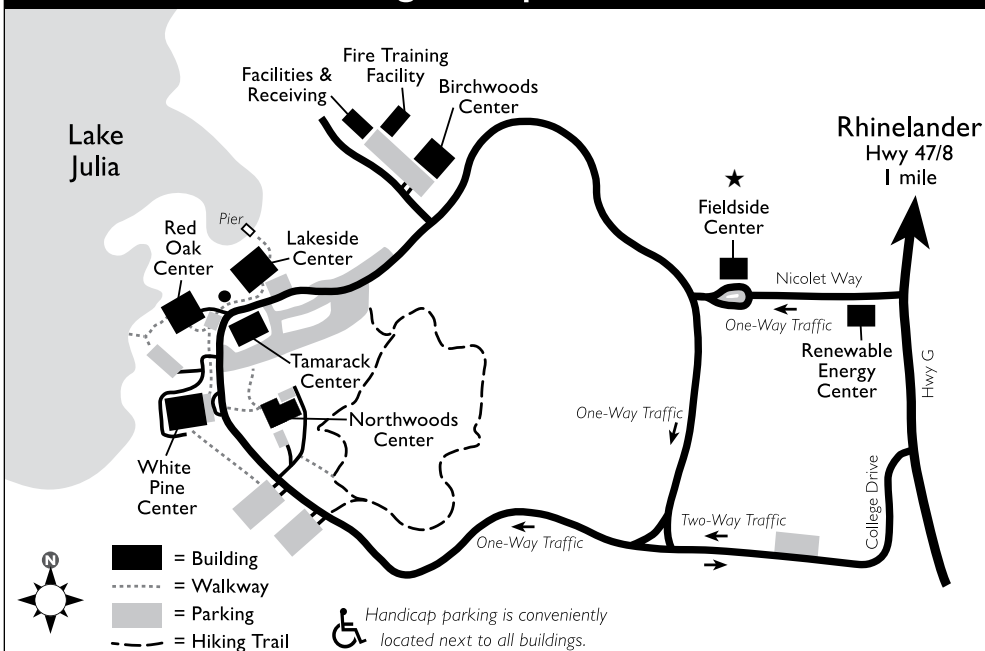 Fire Training
Facility
Facilities &
Receiving
Birchwoods
Center
Lake
Julia
Rhinelander
Hwy 47/8
1 mile
Pier
Red
Oak
Center
Lakeside
Center
Fieldside
Center
Nicolet Way
One-Way Traffic
Renewable
Energy
Center
Hwy G
Tamarack
Center
Northwoods
Center
One-Way Traffic
White
Pine
Center
College Drive
Two-Way Traffic
One-Way Traffic
N
= Building
= Walkway
= Parking
= Hiking Trail
Handicap parking is conveniently
located next to all buildings.